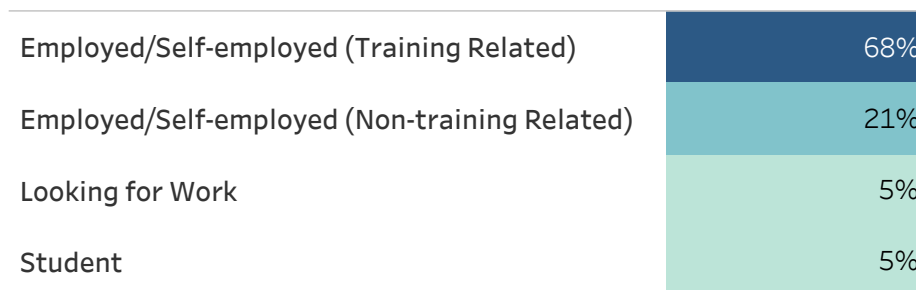 Employed/Self-employed (Training Related) 68%
Employed/Self-employed (Non-training Related) 21%
Looking for Work 5%
Student 5%